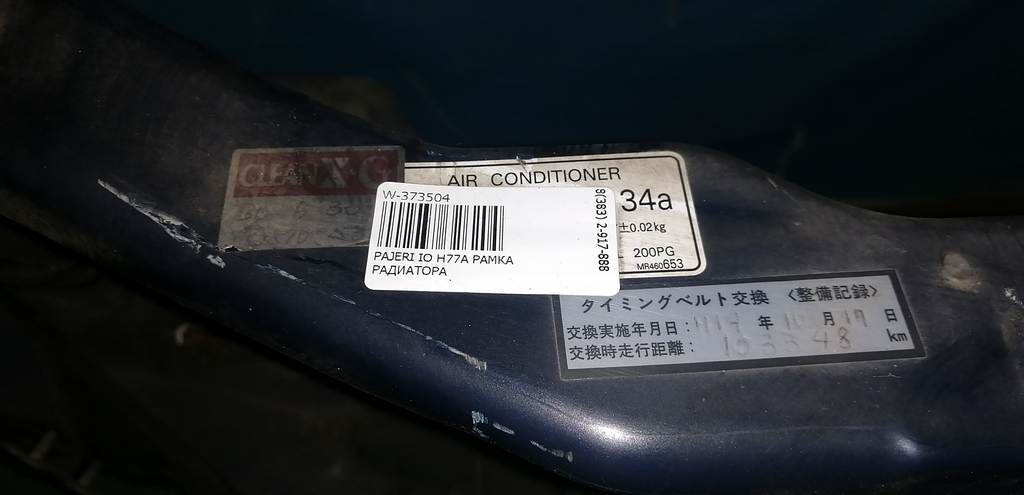 CLEAN X-G
AIR CONDITIONER
34a
±0.02kg
200PG
MR460653
W-373504
8(383) 2-917-888
PAJERI IO H77A РАМКА
РАДИАТОРА
タイミングベルト交換 〈整備記録〉
交換実施年月日: 年 月 日
交換時走行距離: km